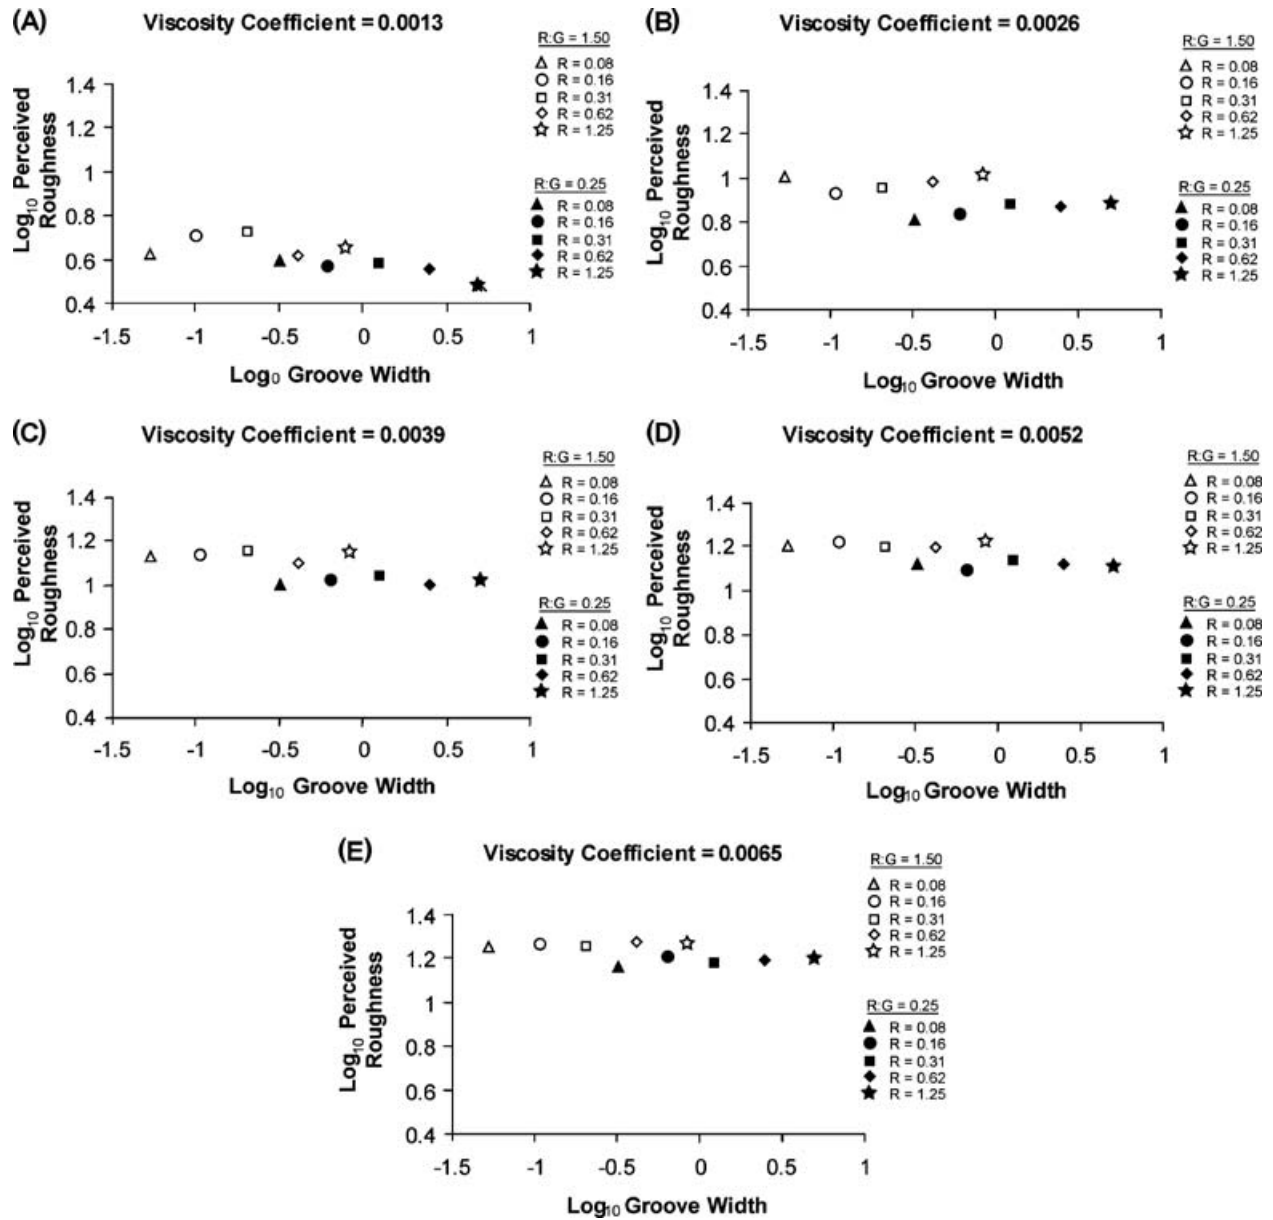 (A) Viscosity Coefficient = 0.0013
R:G = 1.50
R = 0.08
R = 0.16
R = 0.31
R = 0.62
R = 1.25
R:G = 0.25
R = 0.08
R = 0.16
R = 0.31
R = 0.62
R = 1.25
Log10 Perceived
Roughness
1.4
1.2
1
0.8
0.6
0.4
-1.5 -1 -0.5 0 0.5 1
Log0 Groove Width
(B) Viscosity Coefficient = 0.0026
R:G = 1.50
R = 0.08
R = 0.16
R = 0.31
R = 0.62
R = 1.25
R:G = 0.25
R = 0.08
R = 0.16
R = 0.31
R = 0.62
R = 1.25
Log10 Perceived
Roughness
1.4
1.2
1
0.8
0.6
0.4
-1.5 -1 -0.5 0 0.5 1
Log10 Groove Width
(C) Viscosity Coefficient = 0.0039
R:G = 1.50
R = 0.08
R = 0.16
R = 0.31
R = 0.62
R = 1.25
R:G = 0.25
R = 0.08
R = 0.16
R = 0.31
R = 0.62
R = 1.25
Log10 Perceived
Roughness
1.4
1.2
1
0.8
0.6
0.4
-1.5 -1 -0.5 0 0.5 1
Log10 Groove Width
(D) Viscosity Coefficient = 0.0052
R:G = 1.50
R = 0.08
R = 0.16
R = 0.31
R = 0.62
R = 1.25
R:G = 0.25
R = 0.08
R = 0.16
R = 0.31
R = 0.62
R = 1.25
Log10 Perceived
Roughness
1.4
1.2
1
0.8
0.6
0.4
-1.5 -1 -0.5 0 0.5 1
Log10 Groove Width
(E) Viscosity Coefficient = 0.0065
R:G = 1.50
R = 0.08
R = 0.16
R = 0.31
R = 0.62
R = 1.25
R:G = 0.25
R = 0.08
R = 0.16
R = 0.31
R = 0.62
R = 1.25
Log10 Perceived
Roughness
1.4
1.2
1
0.8
0.6
0.4
-1.5 -1 -0.5 0 0.5 1
Log10 Groove Width